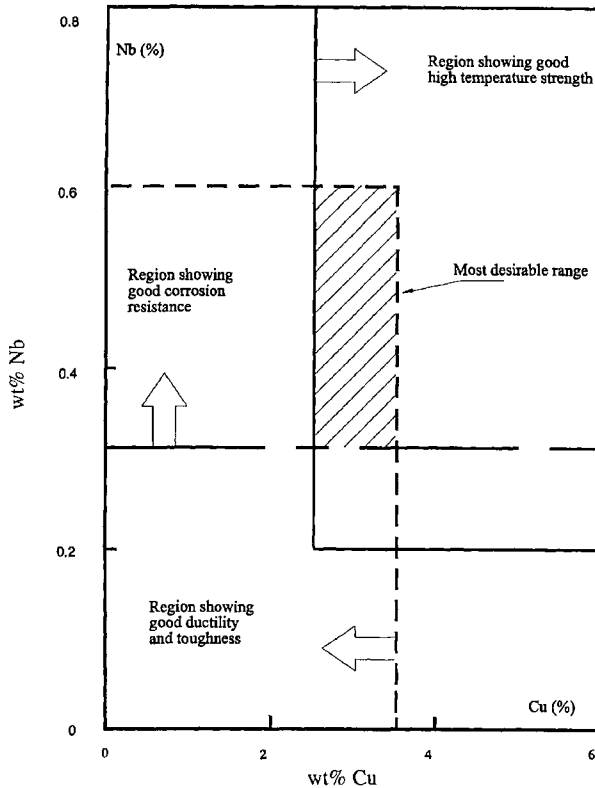 0.8
Nb (%)
Region showing good
high temperature strength
0.6
Region showing
good corrosion
resistance
Most desirable range
wt% Nb
0.4
0.2
Region showing
good ductility
and toughness
Cu (%)
0
0
2
4
6
wt% Cu